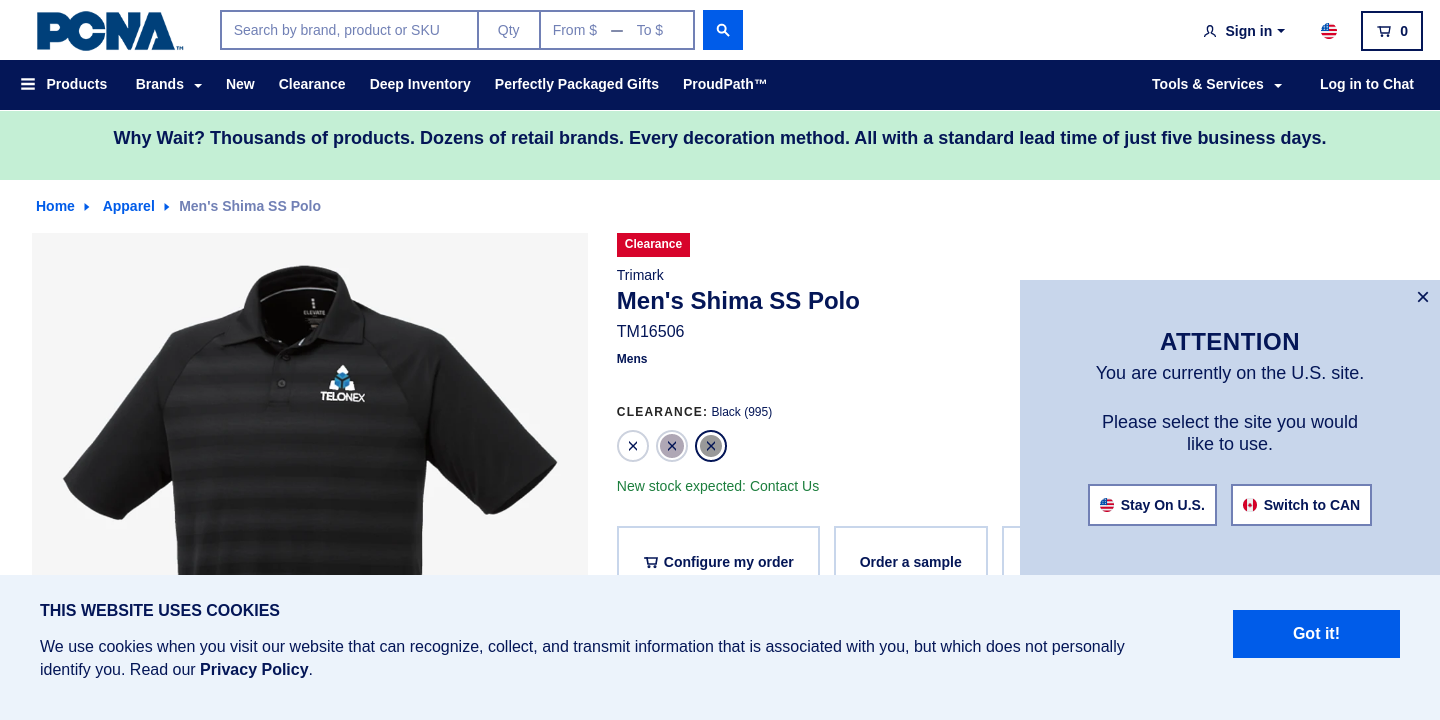 PCNA™
Search by brand, product or SKU
Qty
From $ — To $
Sign in
0
Products
Brands
New
Clearance
Deep Inventory
Perfectly Packaged Gifts
ProudPath™
Tools & Services
Log in to Chat
Why Wait? Thousands of products. Dozens of retail brands. Every decoration method. All with a standard lead time of just five business days.
Home
Apparel
Men's Shima SS Polo
ELEVATE
TELONEX
Clearance
Trimark
Men's Shima SS Polo
TM16506
Mens
CLEARANCE: Black (995)
New stock expected: Contact Us
Configure my order
Order a sample
ATTENTION
You are currently on the U.S. site.
Please select the site you would
like to use.
Stay On U.S.
Switch to CAN
THIS WEBSITE USES COOKIES
We use cookies when you visit our website that can recognize, collect, and transmit information that is associated with you, but which does not personally
identify you. Read our Privacy Policy.
Got it!